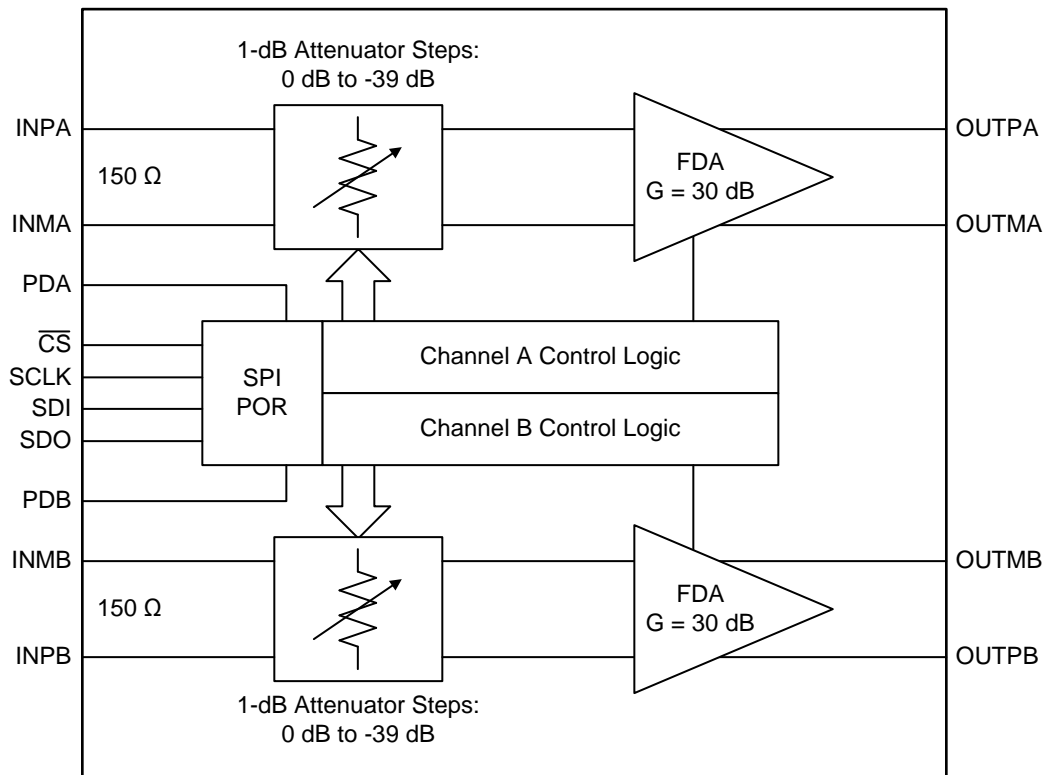 1-dB Attenuator Steps:
0 dB to -39 dB
INPA
OUTPA
150 Ω
FDA
G = 30 dB
INMA
OUTMA
PDA
CS
SCLK
SDI
SDO
SPI
POR
Channel A Control Logic
Channel B Control Logic
PDB
INMB
OUTMB
150 Ω
FDA
G = 30 dB
INPB
OUTPB
1-dB Attenuator Steps:
0 dB to -39 dB